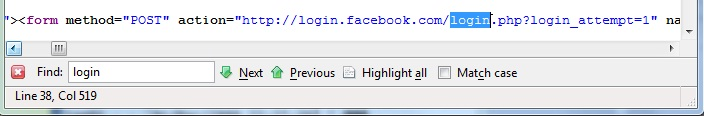 "><form method="POST" action="http://login.facebook.com/login.php?login_attempt=1" na
Find: login Next Previous Highlight all Match case
Line 38, Col 519